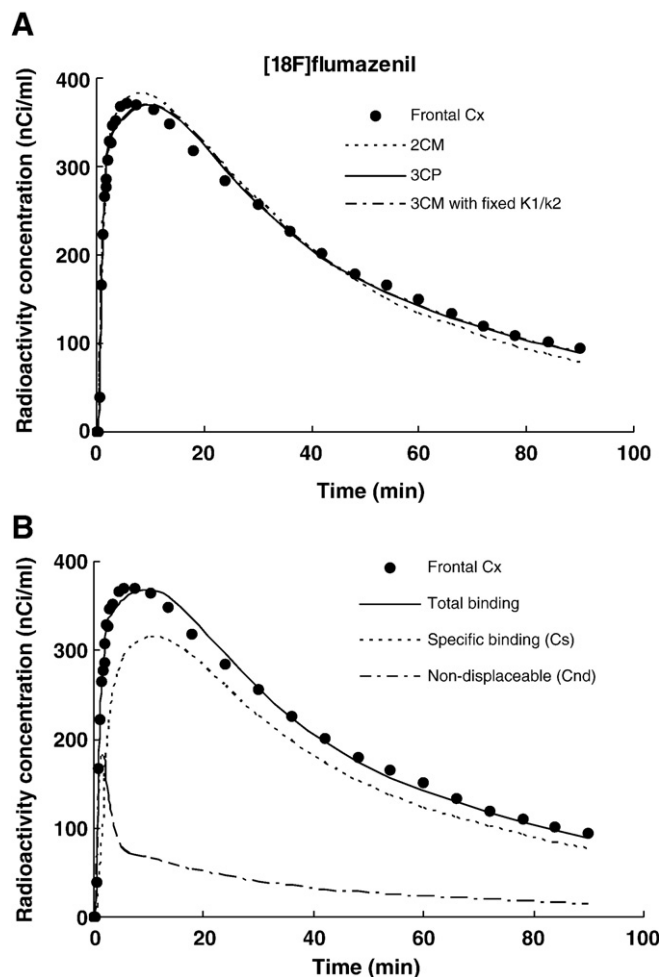 A
[18F]flumazenil
Radioactivity concentration (nCi/ml)
400
300
200
100
0
Frontal Cx
2CM
3CP
3CM with fixed K1/k2
0 20 40 60 80 100
Time (min)
B
Radioactivity concentration (nCi/ml)
400
300
200
100
0
Frontal Cx
Total binding
Specific binding (Cs)
Non-displaceable (Cnd)
0 20 40 60 80 100
Time (min)